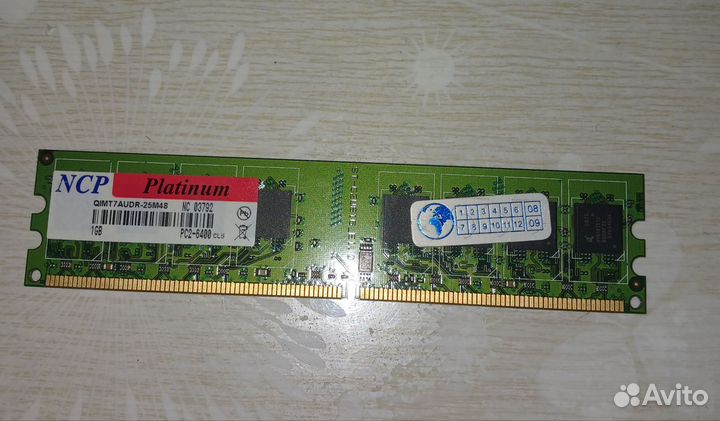 NCP Platinum
QIMT7AUDR-25M48 NC 03792
1GB PC2-6400 CL5
1 2 3 4 5 6 08
7 8 9 10 11 12 09
Avito